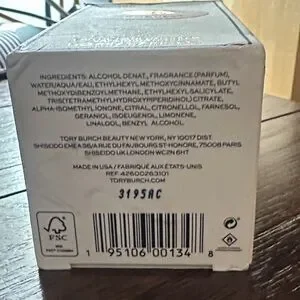 INGREDIENTS: ALCOHOL DENAT., FRAGRANCE (PARFUM),
WATER/AQUA/EAU, ETHYLHEXYL METHOXYCINNAMATE, BUTYL
METHOXYDIBENZOYLMETHANE, ETHYLHEXYL SALICYLATE,
TRIS(TETRAMETHYLHYDROXYPIPERIDINOL) CITRATE,
ALPHA-ISOMETHYL IONONE, CITRAL, CITRONELLOL, FARNESOL,
GERANIOL, ISOEUGENOL, LIMONENE,
LINALOOL, BENZYL ALCOHOL.
TORY BURCH BEAUTY NEW YORK, NY 10017 DIST.
SHISEIDO EMEA 56/A RUE DU FAUBOURG ST HONORE, 75008 PARIS
SHISEIDO UK LONDON WC2N 6HT
MADE IN USA / FABRIQUÉ AUX ÉTATS-UNIS
REF. 42600263101
TORYBURCH.COM
3195AC
FSC
1 95106 00134 8